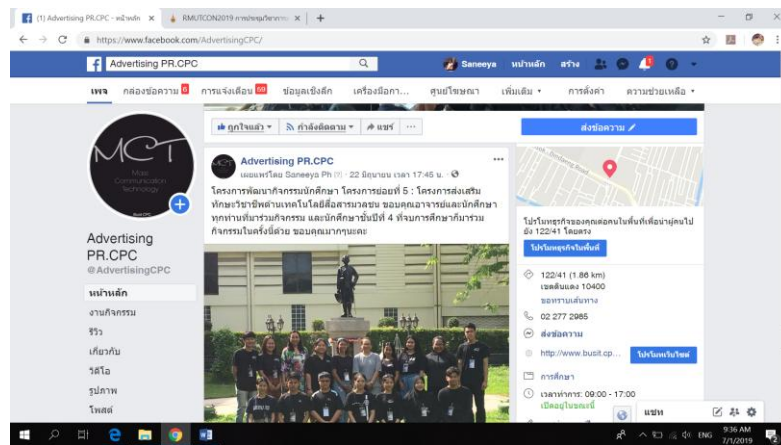 (1) Advertising PR.CPC - หน้าหลัก
RMUTCON2019 การประชุมวิชาการ
https://www.facebook.com/AdvertisingCPC/
Advertising PR.CPC
Saneeya
หน้าหลัก
สร้าง
เพจ
กล่องข้อความ 8
การแจ้งเตือน 69
ข้อมูลเชิงลึก
เครื่องมือกา...
ศูนย์โฆษณา
เพิ่มเติม
การตั้งค่า
ความช่วยเหลือ
MCT
Mass
Communication
Technology
Busit CPC
Advertising
PR.CPC
@AdvertisingCPC
หน้าหลัก
งานกิจกรรม
รีวิว
เกี่ยวกับ
วิดีโอ
รูปภาพ
โพสต์
ถูกใจแล้ว
กำลังติดตาม
แชร์
...
ส่งข้อความ
Advertising PR.CPC
เผยแพร่โดย Saneeya Ph [?] · 22 มิถุนายน เวลา 17:46 น. ·
โครงการพัฒนากิจกรรมนักศึกษา โครงการย่อยที่ 5 : โครงการส่งเสริม
ทักษะวิชาชีพด้านเทคโนโลยีสื่อสารมวลชน ขอบคุณอาจารย์และนักศึกษา
ทุกท่านที่มาร่วมกิจกรรม และนักศึกษาชั้นปีที่ 4 ที่จบการศึกษาก็มาร่วม
กิจกรรมในครั้งนี้ด้วย ขอบคุณมากๆนะคะ
โปรโมทธุรกิจของคุณต่อคนในพื้นที่เพื่อนำผู้คนไป
ยัง 122/41 โดยตรง
โปรโมทธุรกิจในพื้นที่
122/41 (1.86 km)
เขตดินแดง 10400
ขอทราบเส้นทาง
02 277 2985
ส่งข้อความ
http://www.busit.cp...
โปรโมทเว็บไซต์
การศึกษา
เวลาทำการ: 09:00 - 17:00
เปิดอยู่ในขณะนี้
แชท
ENG
9:36 AM
7/1/2019